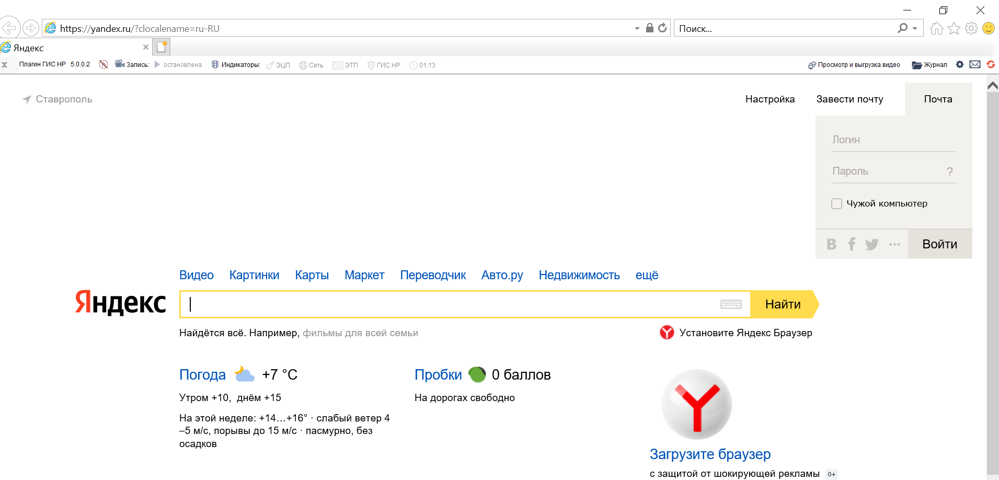 https://yandex.ru/?clocalename=ru-RU
Поиск...
Яндекс
Плагин ГИС НР 5.0.0.2 Запись: остановлена Индикаторы: ЭЦП Сеть ЭТП ГИС НР 01:13 Просмотр и выгрузка видео Журнал
Ставрополь
Настройка Завести почту Почта
Логин
Пароль ?
Чужой компьютер
Войти
Видео Картинки Карты Маркет Переводчик Авто.ру Недвижимость ещё
Яндекс
Найти
Найдётся всё. Например, фильмы для всей семьи
Установите Яндекс Браузер
Погода +7 °C
Утром +10, днём +15
На этой неделе: +14…+16° · слабый ветер 4
–5 м/с, порывы до 15 м/с · пасмурно, без
осадков
Пробки 0 баллов
На дорогах свободно
Загрузите браузер
с защитой от шокирующей рекламы 0+